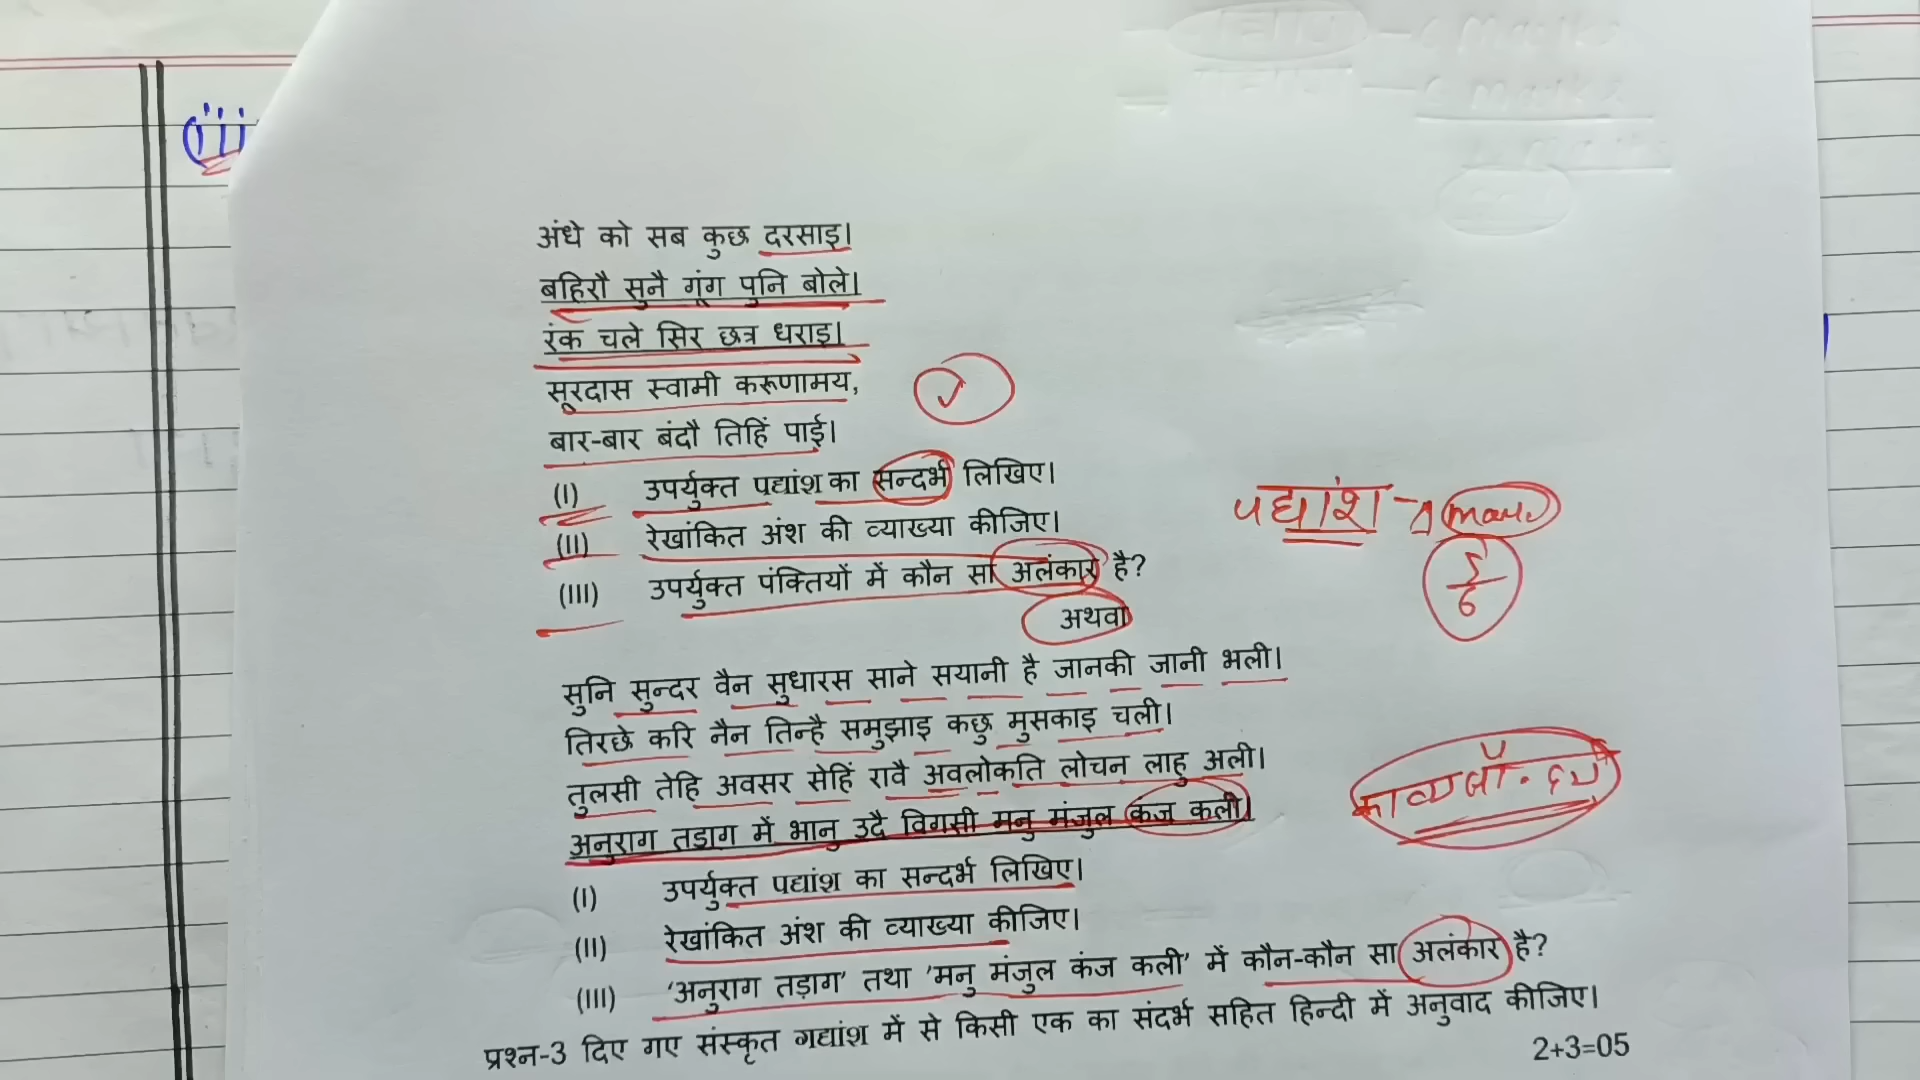 (iii
अंधे को सब कुछ दरसाइ।
बहिरौ सुनै गूंग पुनि बोले।
रंक चले सिर छत्र धराइ।
सूरदास स्वामी करूणामय,
बार-बार बंदौ तिहिं पाई।
(I) उपर्युक्त पद्यांश का सन्दर्भ लिखिए।
(II) रेखांकित अंश की व्याख्या कीजिए।
(III) उपर्युक्त पंक्तियों में कौन सा अलंकार है?
अथवा
पद्यांश
6
सुनि सुन्दर वैन सुधारस साने सयानी है जानकी जानी भली।
तिरछे करि नैन तिन्है समुझाइ कछु मुसकाइ चली।
तुलसी तेहि अवसर सेहिं रावै अवलोकति लोचन लाहु अली।
अनुराग तड़ाग में भानु उदै विगसी मनु मंजुल कंज कली।
(I) उपर्युक्त पद्यांश का सन्दर्भ लिखिए।
(II) रेखांकित अंश की व्याख्या कीजिए।
(III) 'अनुराग तड़ाग' तथा 'मनु मंजुल कंज कली' में कौन-कौन सा अलंकार है?
प्रश्न-3 दिए गए संस्कृत गद्यांश में से किसी एक का संदर्भ सहित हिन्दी में अनुवाद कीजिए।
2+3=05